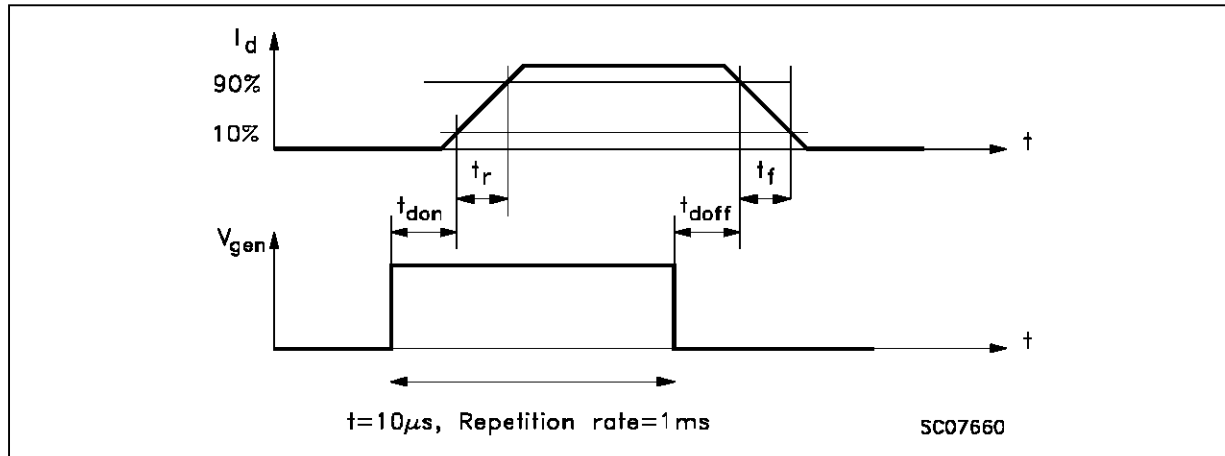 Id
90%
10%
t
tr
tf
tdon
tdoff
Vgen
t
t=10µs, Repetition rate=1ms
SC07660